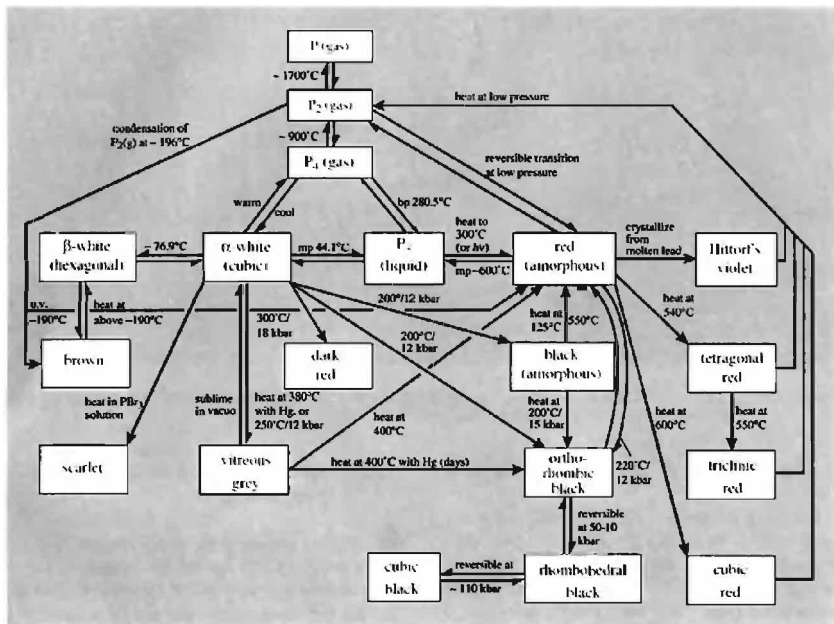 P(gas)
~ 1700°C
P₂(gas)
heat at low pressure
condensation of
P₂(g) at – 196°C
~ 900°C
P₄ (gas)
reversible transition
at low pressure
warm
cool
bp 280.5°C
β-white
(hexagonal)
– 76.9°C
α-white
(cubic)
mp 44.1°C
(liquid)
heat to
300°C
(or hν)
mp~600°C
red
(amorphous)
crystallize
from
molten lead
Hittorf's
violet
u.v.
–190°C
heat at
above –190°C
300°C/
18 kbar
200°/12 kbar
200°C/
12 kbar
heat at
125°C
550°C
heat at
540°C
brown
dark
red
black
(amorphous)
tetragonal
red
heat in PBr₃
solution
sublime
in vacuo
heat at 380°C
with Hg, or
250°C/12 kbar
heat at
400°C
heat at
200°C/
15 kbar
heat at
600°C
heat at
550°C
scarlet
vitreous
grey
heat at 400°C with Hg (days)
ortho-
rhombic
black
220°C/
12 kbar
triclinic
red
reversible
at 50-10
kbar
cubic
black
reversible at
~ 110 kbar
rhombohedral
black
cubic
red